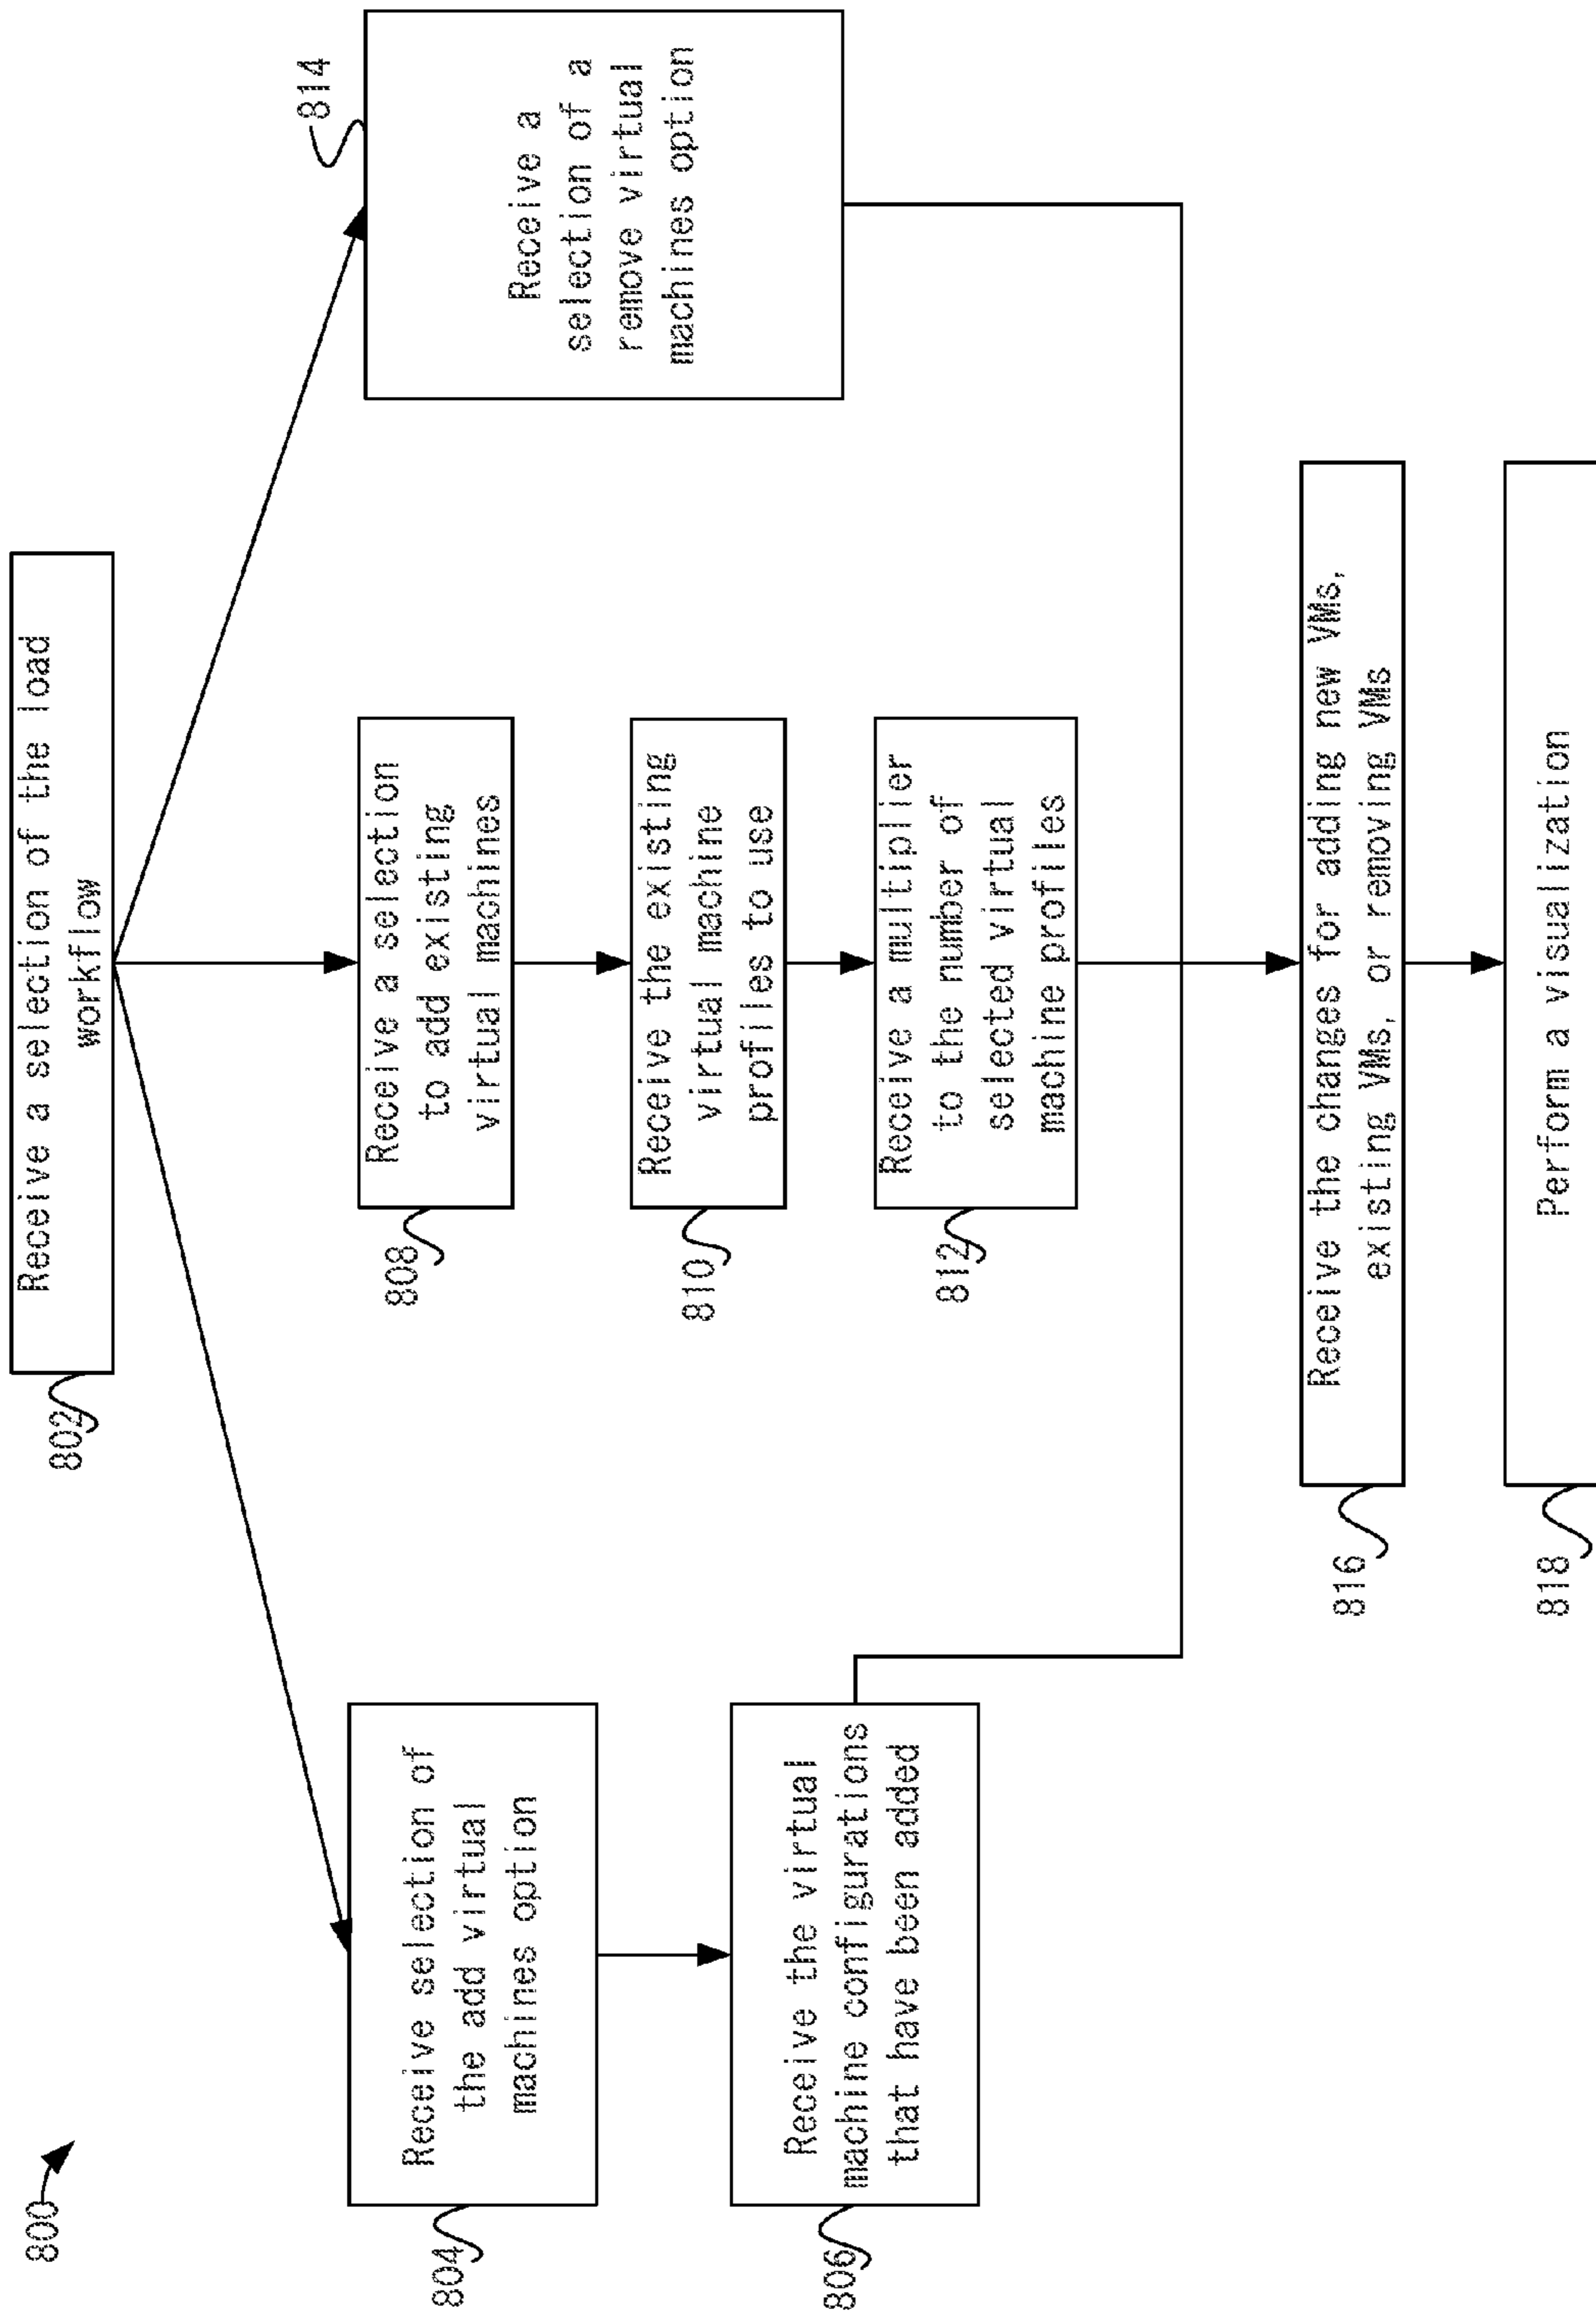 800
802
Receive a selection of the load
workflow
804
Receive selection of
the add virtual
machines option
806
Receive the virtual
machine configurations
that have been added
808
Receive a selection
to add existing
virtual machines
810
Receive the existing
virtual machine
profiles to use
812
Receive a multiplier
to the number of
selected virtual
machine profiles
814
Receive a
selection of a
remove virtual
machines option
816
Receive the changes for adding new VMs,
existing VMs, or removing VMs
818
Perform a visualization